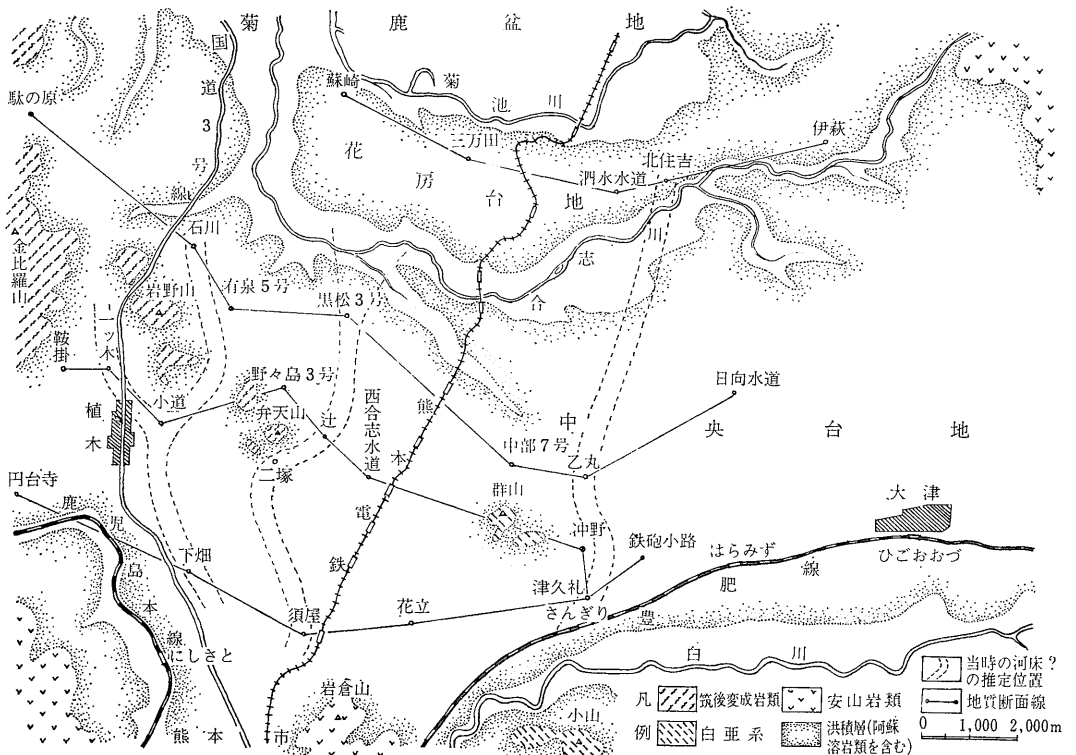 菊鹿盆地
国道3号線
駄の原
蘇崎
菊池川
三万田
伊萩
北住吉
泗水水道
花房台地
合志川
石川
金比羅山
岩野山
有泉5号
黒松3号
一ッ木
鞍掛
小道
野々島3号
弁天山
辻
西合志水道
二塚
植木
熊本電鉄
中央台地
日向水道
中部7号
乙丸
群山
沖野
鉄砲小路
大津
円台寺
鹿児島本線
下畑
はらみず
ひごおおづ
豊肥線
津久礼
さんぎり
須屋
花立
にしさと
白川
岩倉山
小山
熊本市
凡例
筑後変成岩類
安山岩類
白亜系
洪積層(阿蘇
溶岩類を含む)
当時の河床?
の推定位置
地質断面線
0 1,000 2,000m